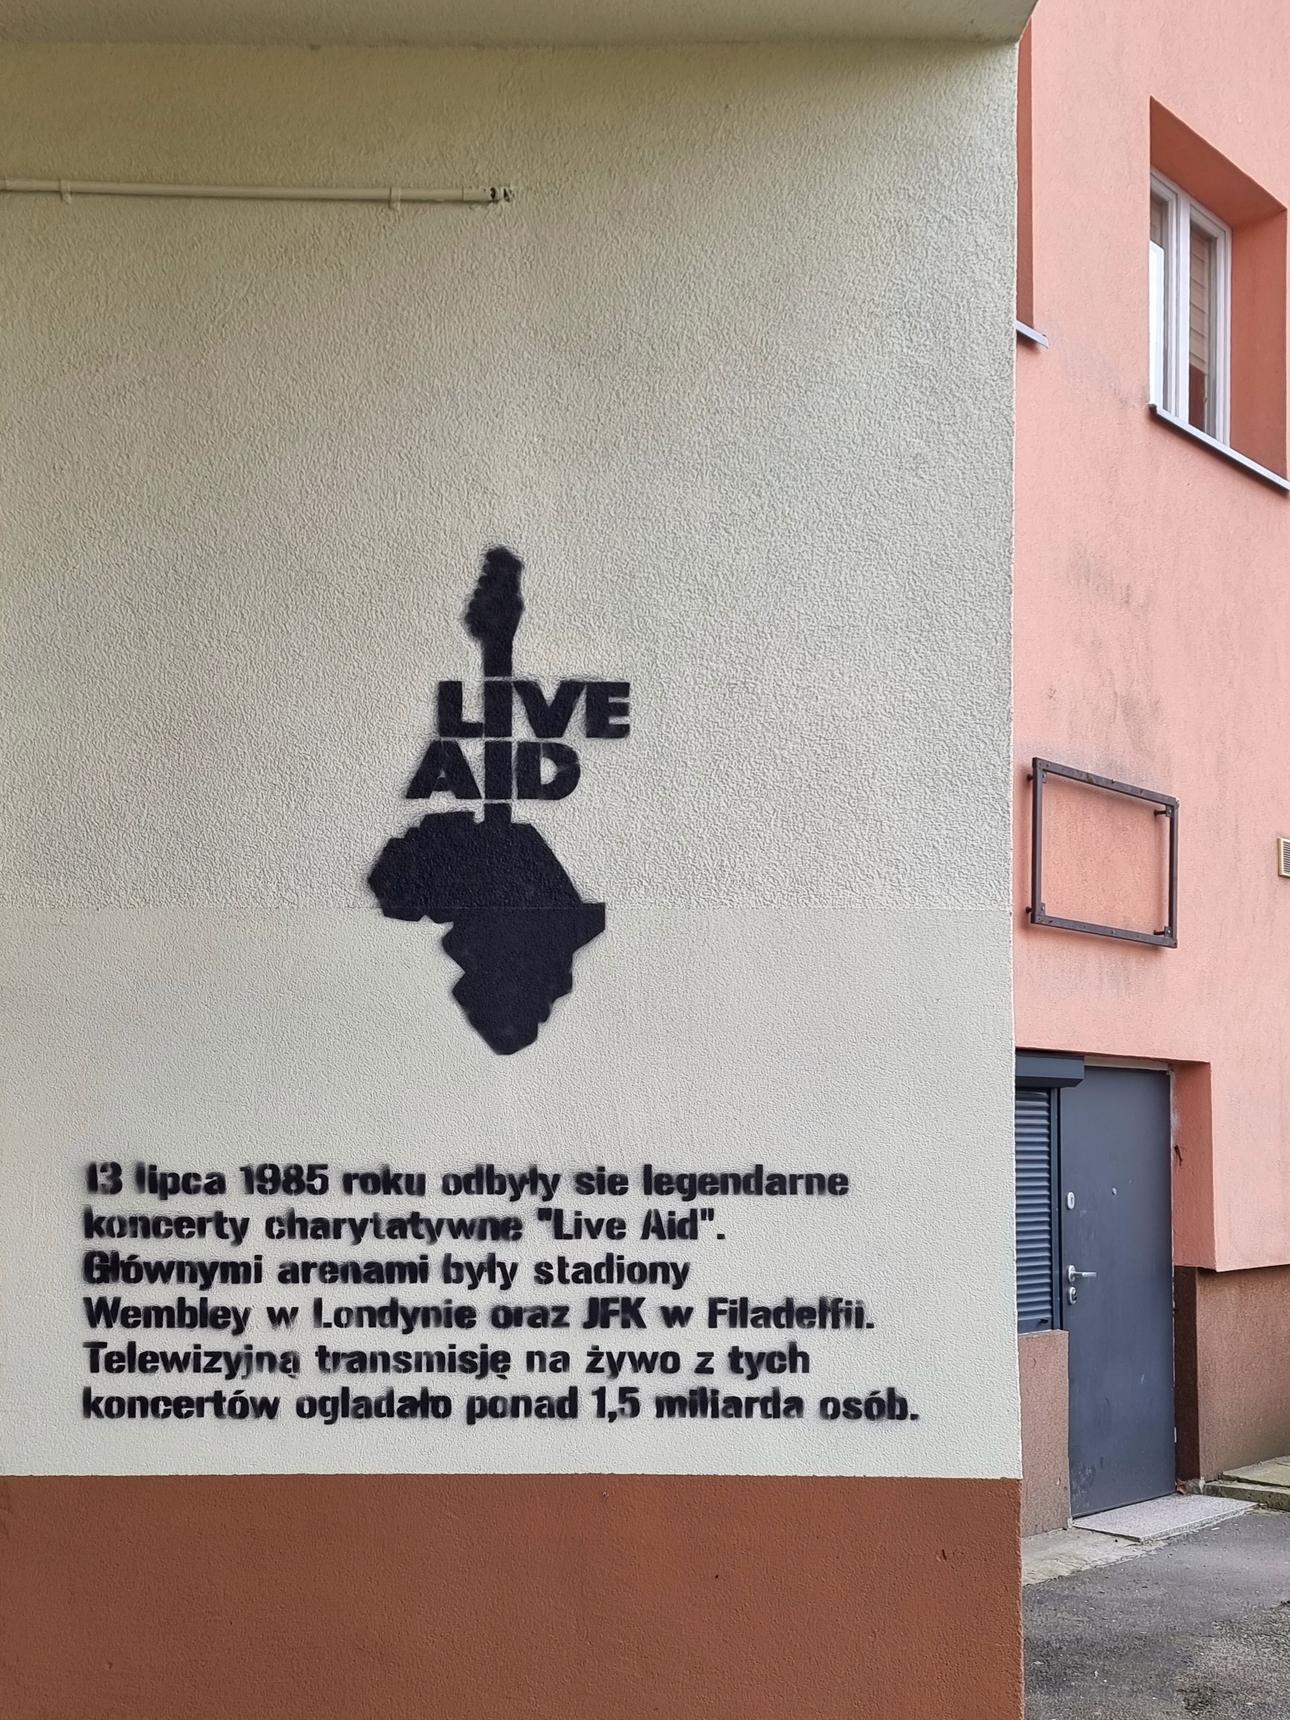 LIVE
AID
13 lipca 1985 roku odbyły sie legendarne
koncerty charytatywne "Live Aid".
Głównymi arenami były stadiony
Wembley w Londynie oraz JFK w Filadelfii.
Telewizyjną transmisję na żywo z tych
koncertów ogladało ponad 1,5 miliarda osób.